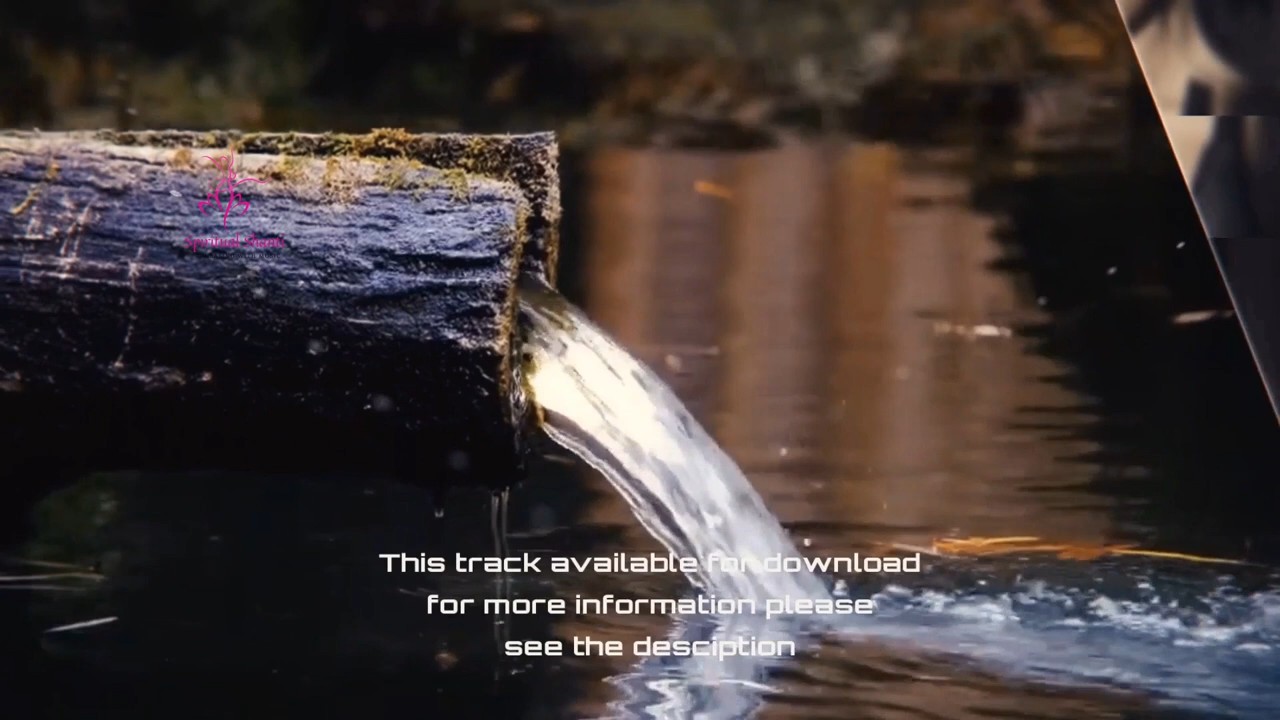 This track available for download
for more information please
see the desciption